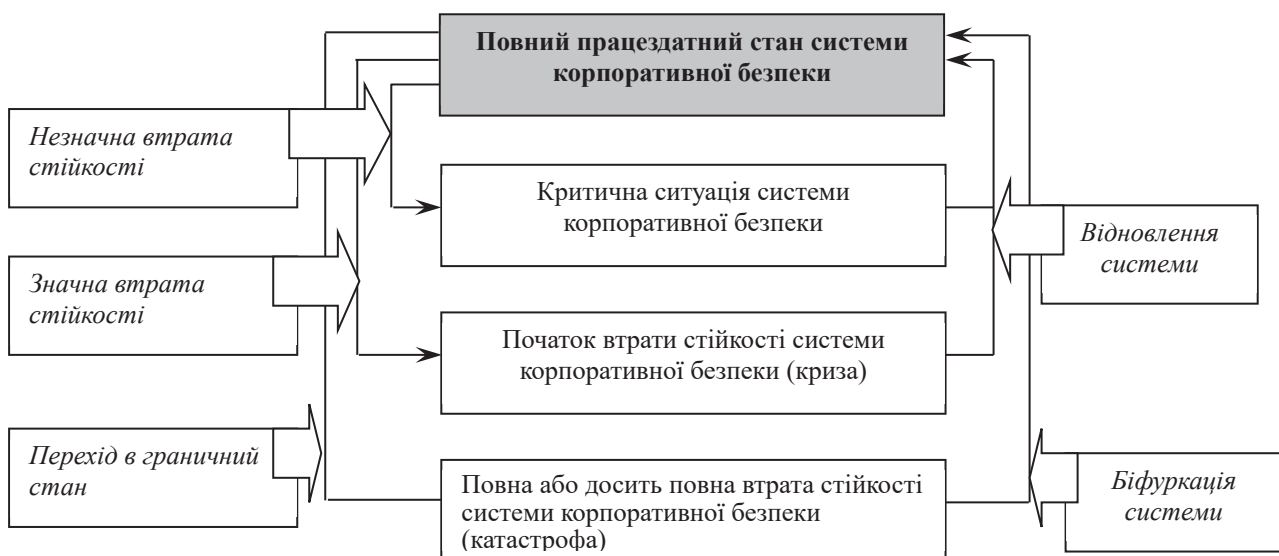 Повний працездатний стан системи
корпоративної безпеки
Незначна втрата
стійкості
Критична ситуація системи
корпоративної безпеки
Відновлення
системи
Значна втрата
стійкості
Початок втрати стійкості системи
корпоративної безпеки (криза)
Перехід в граничний
стан
Повна або досить повна втрата стійкості
системи корпоративної безпеки
(катастрофа)
Біфуркація
системи